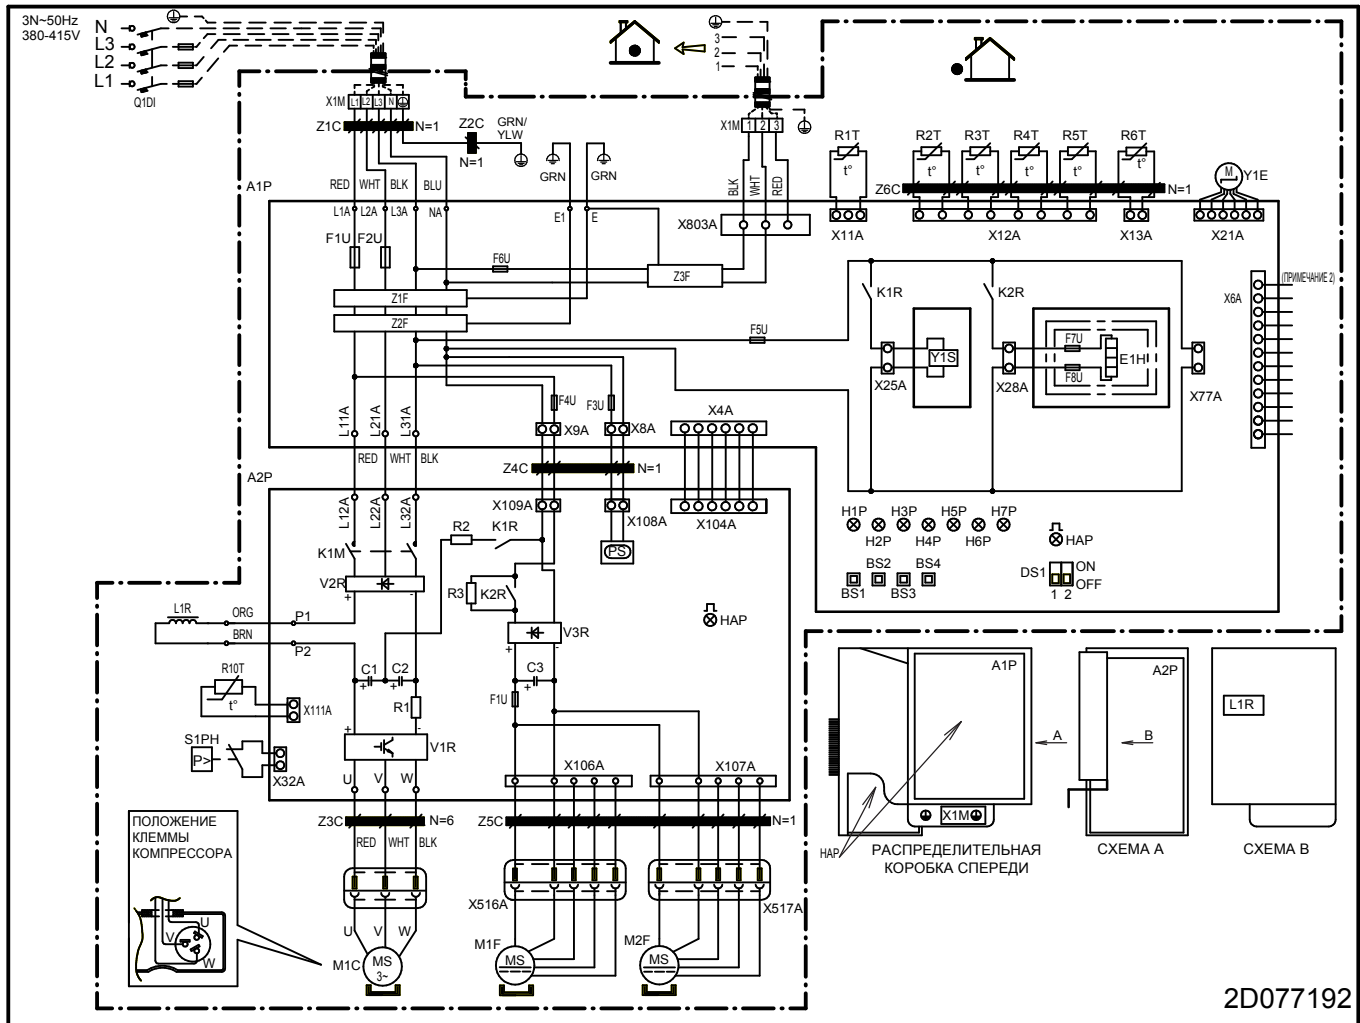 3N~50Hz
380-415V
N
L3
L2
L1
Q1DI
3
2
1
X1M L1 L2 L3 N
Z1C N=1
Z2C
N=1
GRN/
YLW
GRN GRN
X1M 1 2 3
R1T R2T R3T R4T R5T R6T
t° t° t° t° t° t°
M Y1E
Z6C N=1
A1P
RED WHT BLK BLU
BLK WHT RED
L1A L2A L3A NA E1 E
X803A
X11A X12A X13A X21A
F1U F2U
F6U
Z3F
Z1F
Z2F
F5U
K1R K2R
X6A
(ПРИМЕЧАНИЕ 2)
Y1S
F7U
F8U
E1H
X25A X28A X77A
F4U F3U
L11A L21A L31A
X9A X8A X4A
RED WHT BLK
Z4C N=1
A2P
L12A L22A L32A
X109A X108A X104A
H1P H3P H5P H7P
H2P H4P H6P
HAP
BS2 BS4
BS1 BS3
DS1 ON
OFF
1 2
R2 K1R
PS
K1M
V2R
+ -
R3 K2R
V3R
+ -
HAP
L1R ORG P1
BRN P2
R10T
t°
X111A
C1 C2
+ +
R1
C3
+
F1U
+ -
V1R
S1PH
P>
X32A
U V W
X106A X107A
Z3C N=6
Z5C N=1
RED WHT BLK
X516A X517A
U V W
M1C MS
3~
M1F MS
M2F MS
ПОЛОЖЕНИЕ
КЛЕММЫ
КОМПРЕССОРА
U
V
W
A1P
A
X1M
HAP
РАСПРЕДЕЛИТЕЛЬНАЯ
КОРОБКА СПЕРЕДИ
A2P
B
СХЕМА A
L1R
СХЕМА B
2D077192